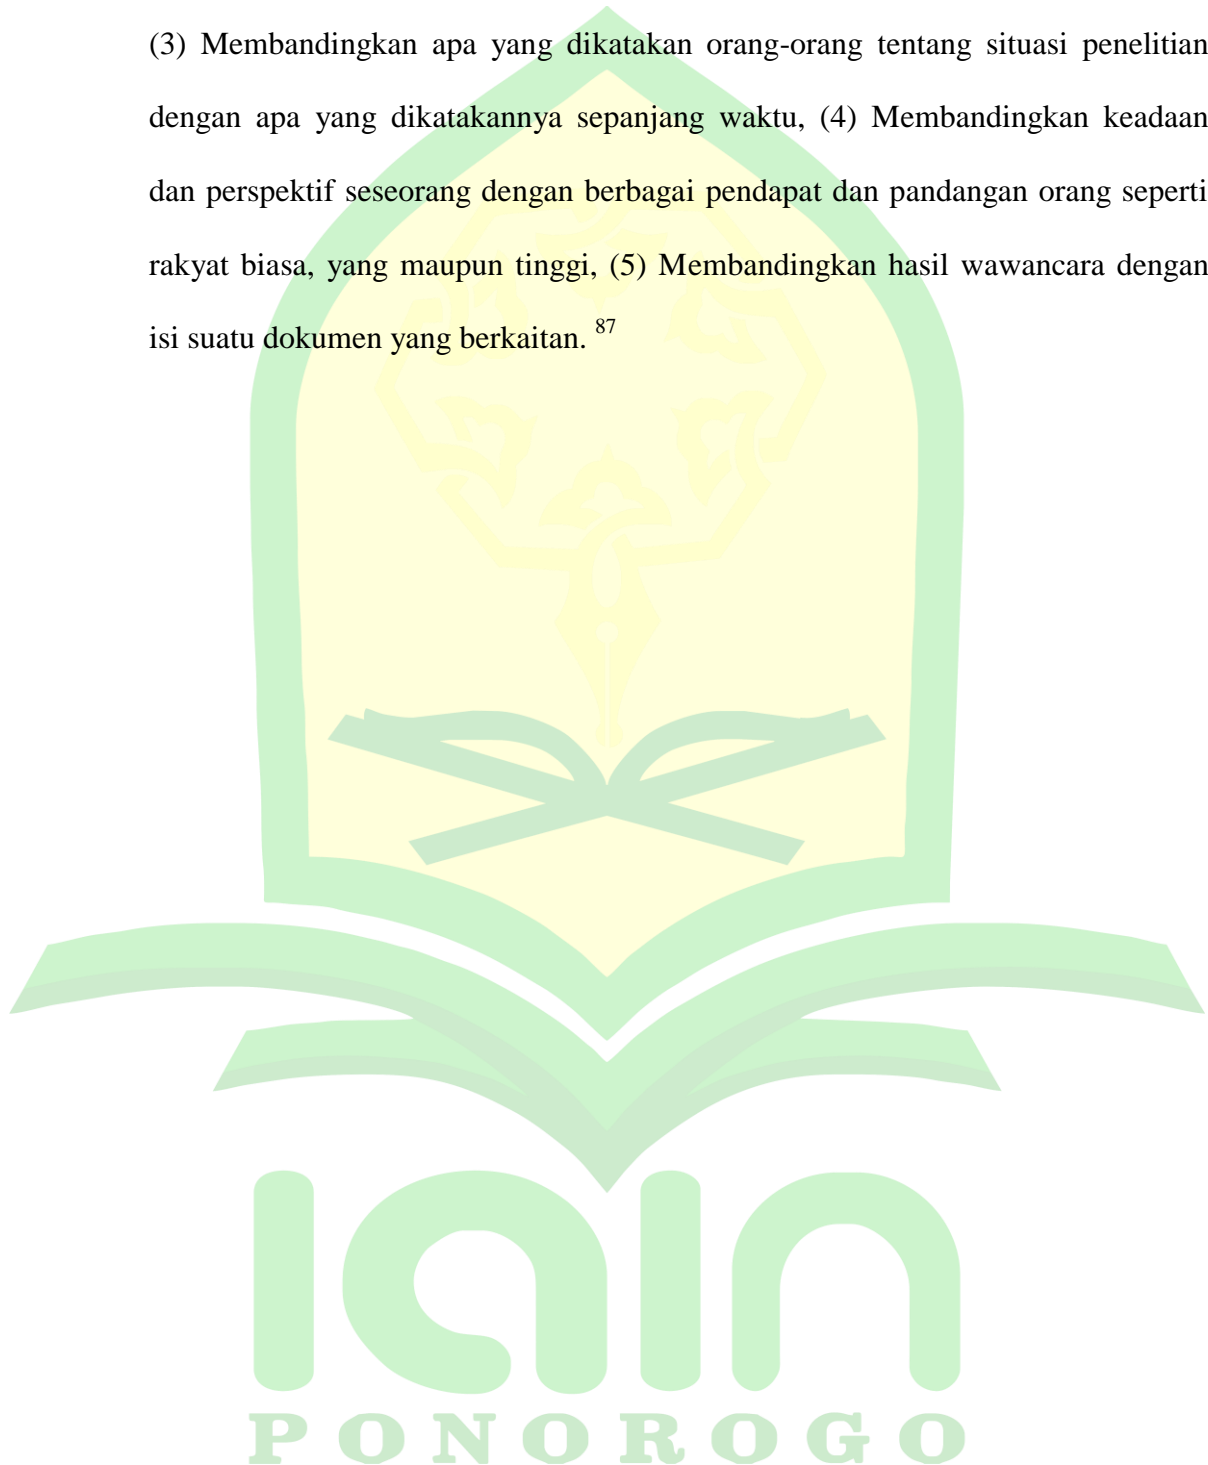 (3) Membandingkan apa yang dikatakan orang-orang tentang situasi penelitian
dengan apa yang dikatakannya sepanjang waktu, (4) Membandingkan keadaan
dan perspektif seseorang dengan berbagai pendapat dan pandangan orang seperti
rakyat biasa, yang maupun tinggi, (5) Membandingkan hasil wawancara dengan
isi suatu dokumen yang berkaitan. 87
iain
PONOROGO